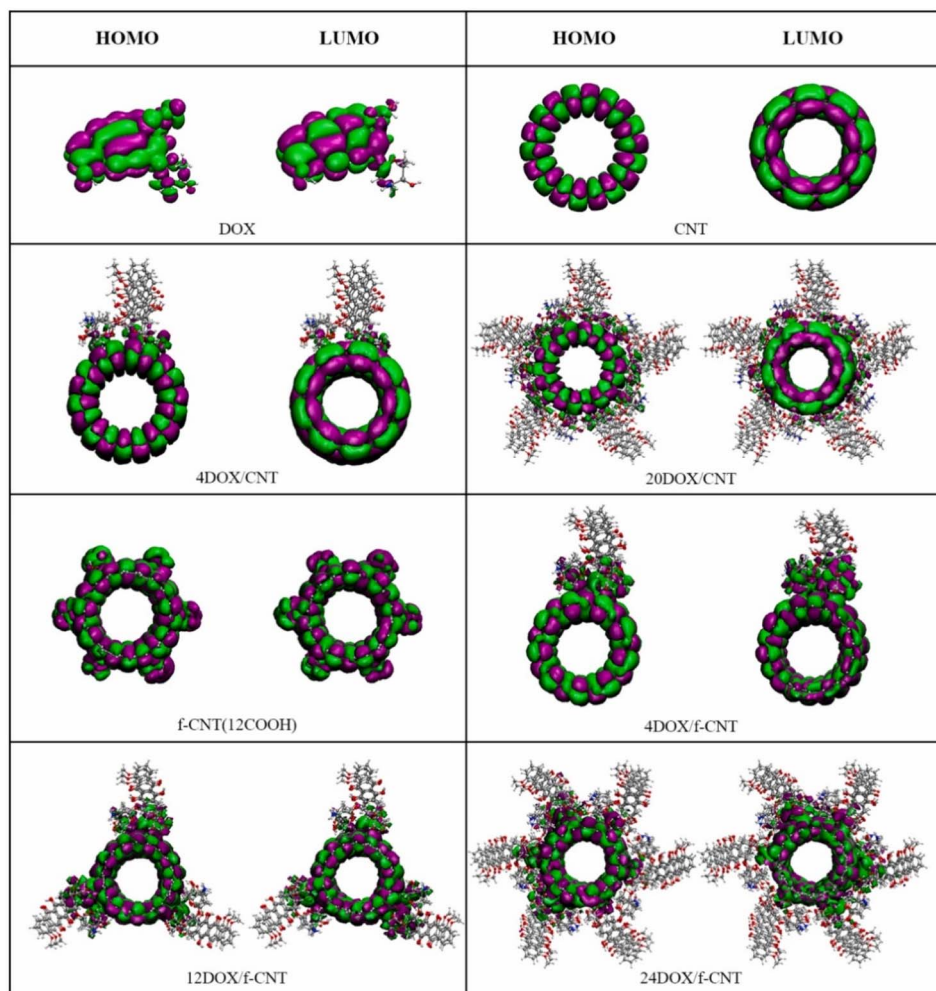 HOMO LUMO HOMO LUMO
DOX CNT
4DOX/CNT 20DOX/CNT
f-CNT(12COOH) 4DOX/f-CNT
12DOX/f-CNT 24DOX/f-CNT